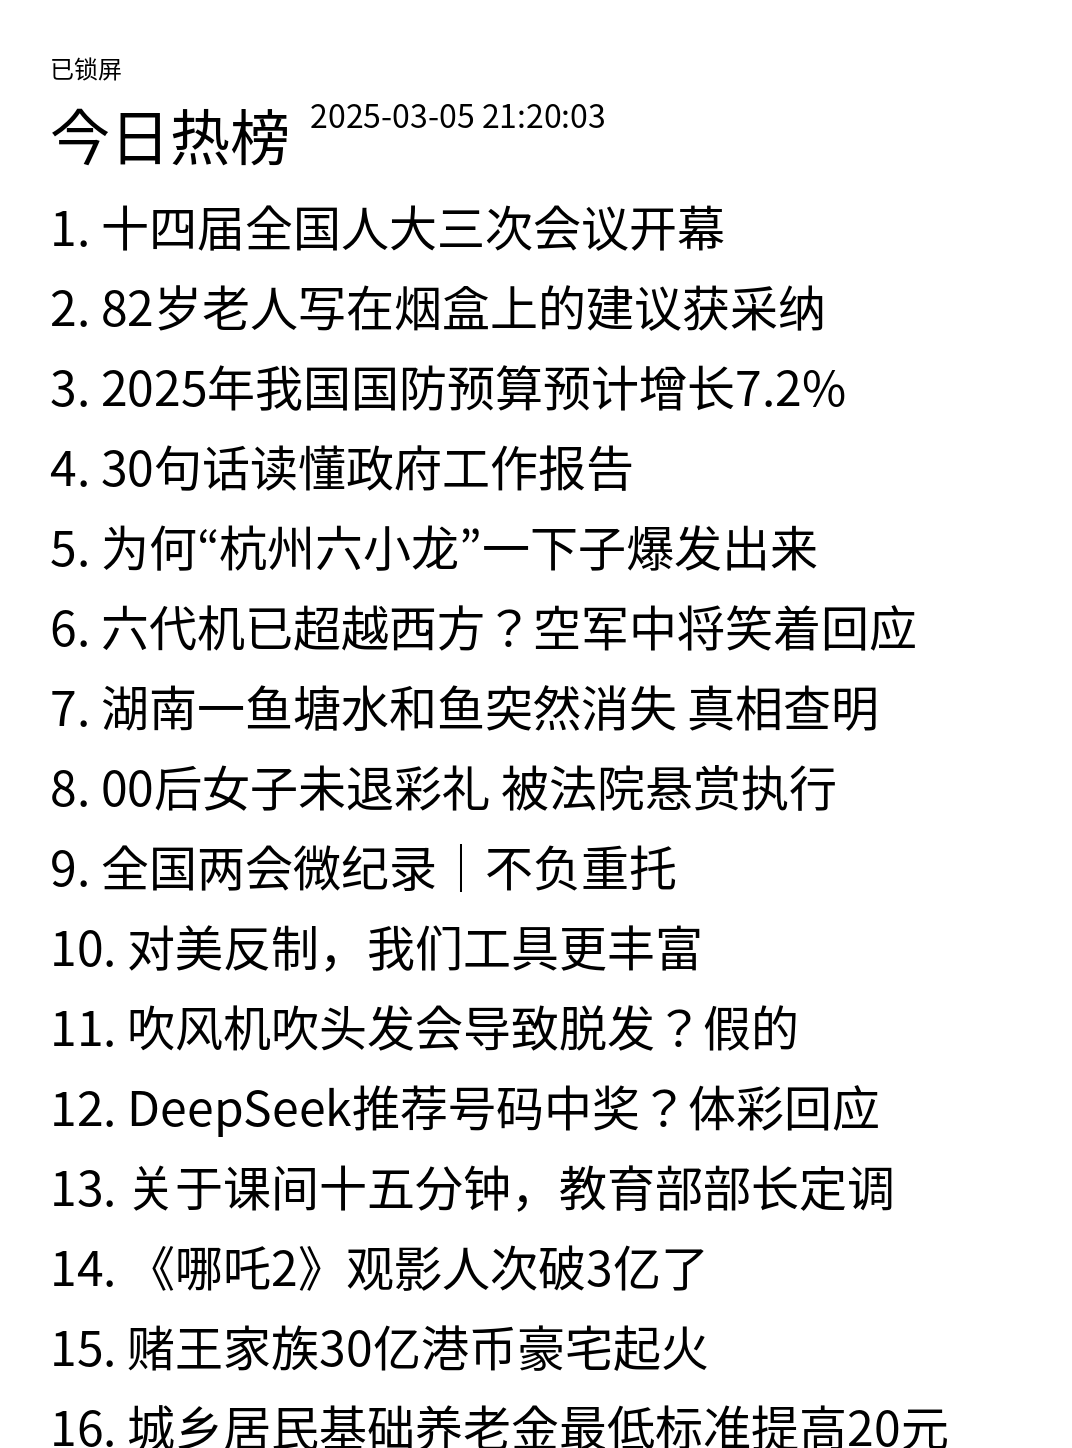 已锁屏
今日热榜 2025-03-05 21:20:03
1. 十四届全国人大三次会议开幕
2. 82岁老人写在烟盒上的建议获采纳
3. 2025年我国国防预算预计增长7.2%
4. 30句话读懂政府工作报告
5. 为何“杭州六小龙”一下子爆发出来
6. 六代机已超越西方？空军中将笑着回应
7. 湖南一鱼塘水和鱼突然消失 真相查明
8. 00后女子未退彩礼 被法院悬赏执行
9. 全国两会微纪录｜不负重托
10. 对美反制，我们工具更丰富
11. 吹风机吹头发会导致脱发？假的
12. DeepSeek推荐号码中奖？体彩回应
13. 关于课间十五分钟，教育部部长定调
14. 《哪吒2》观影人次破3亿了
15. 赌王家族30亿港币豪宅起火
16. 城乡居民基础养老金最低标准提高20元